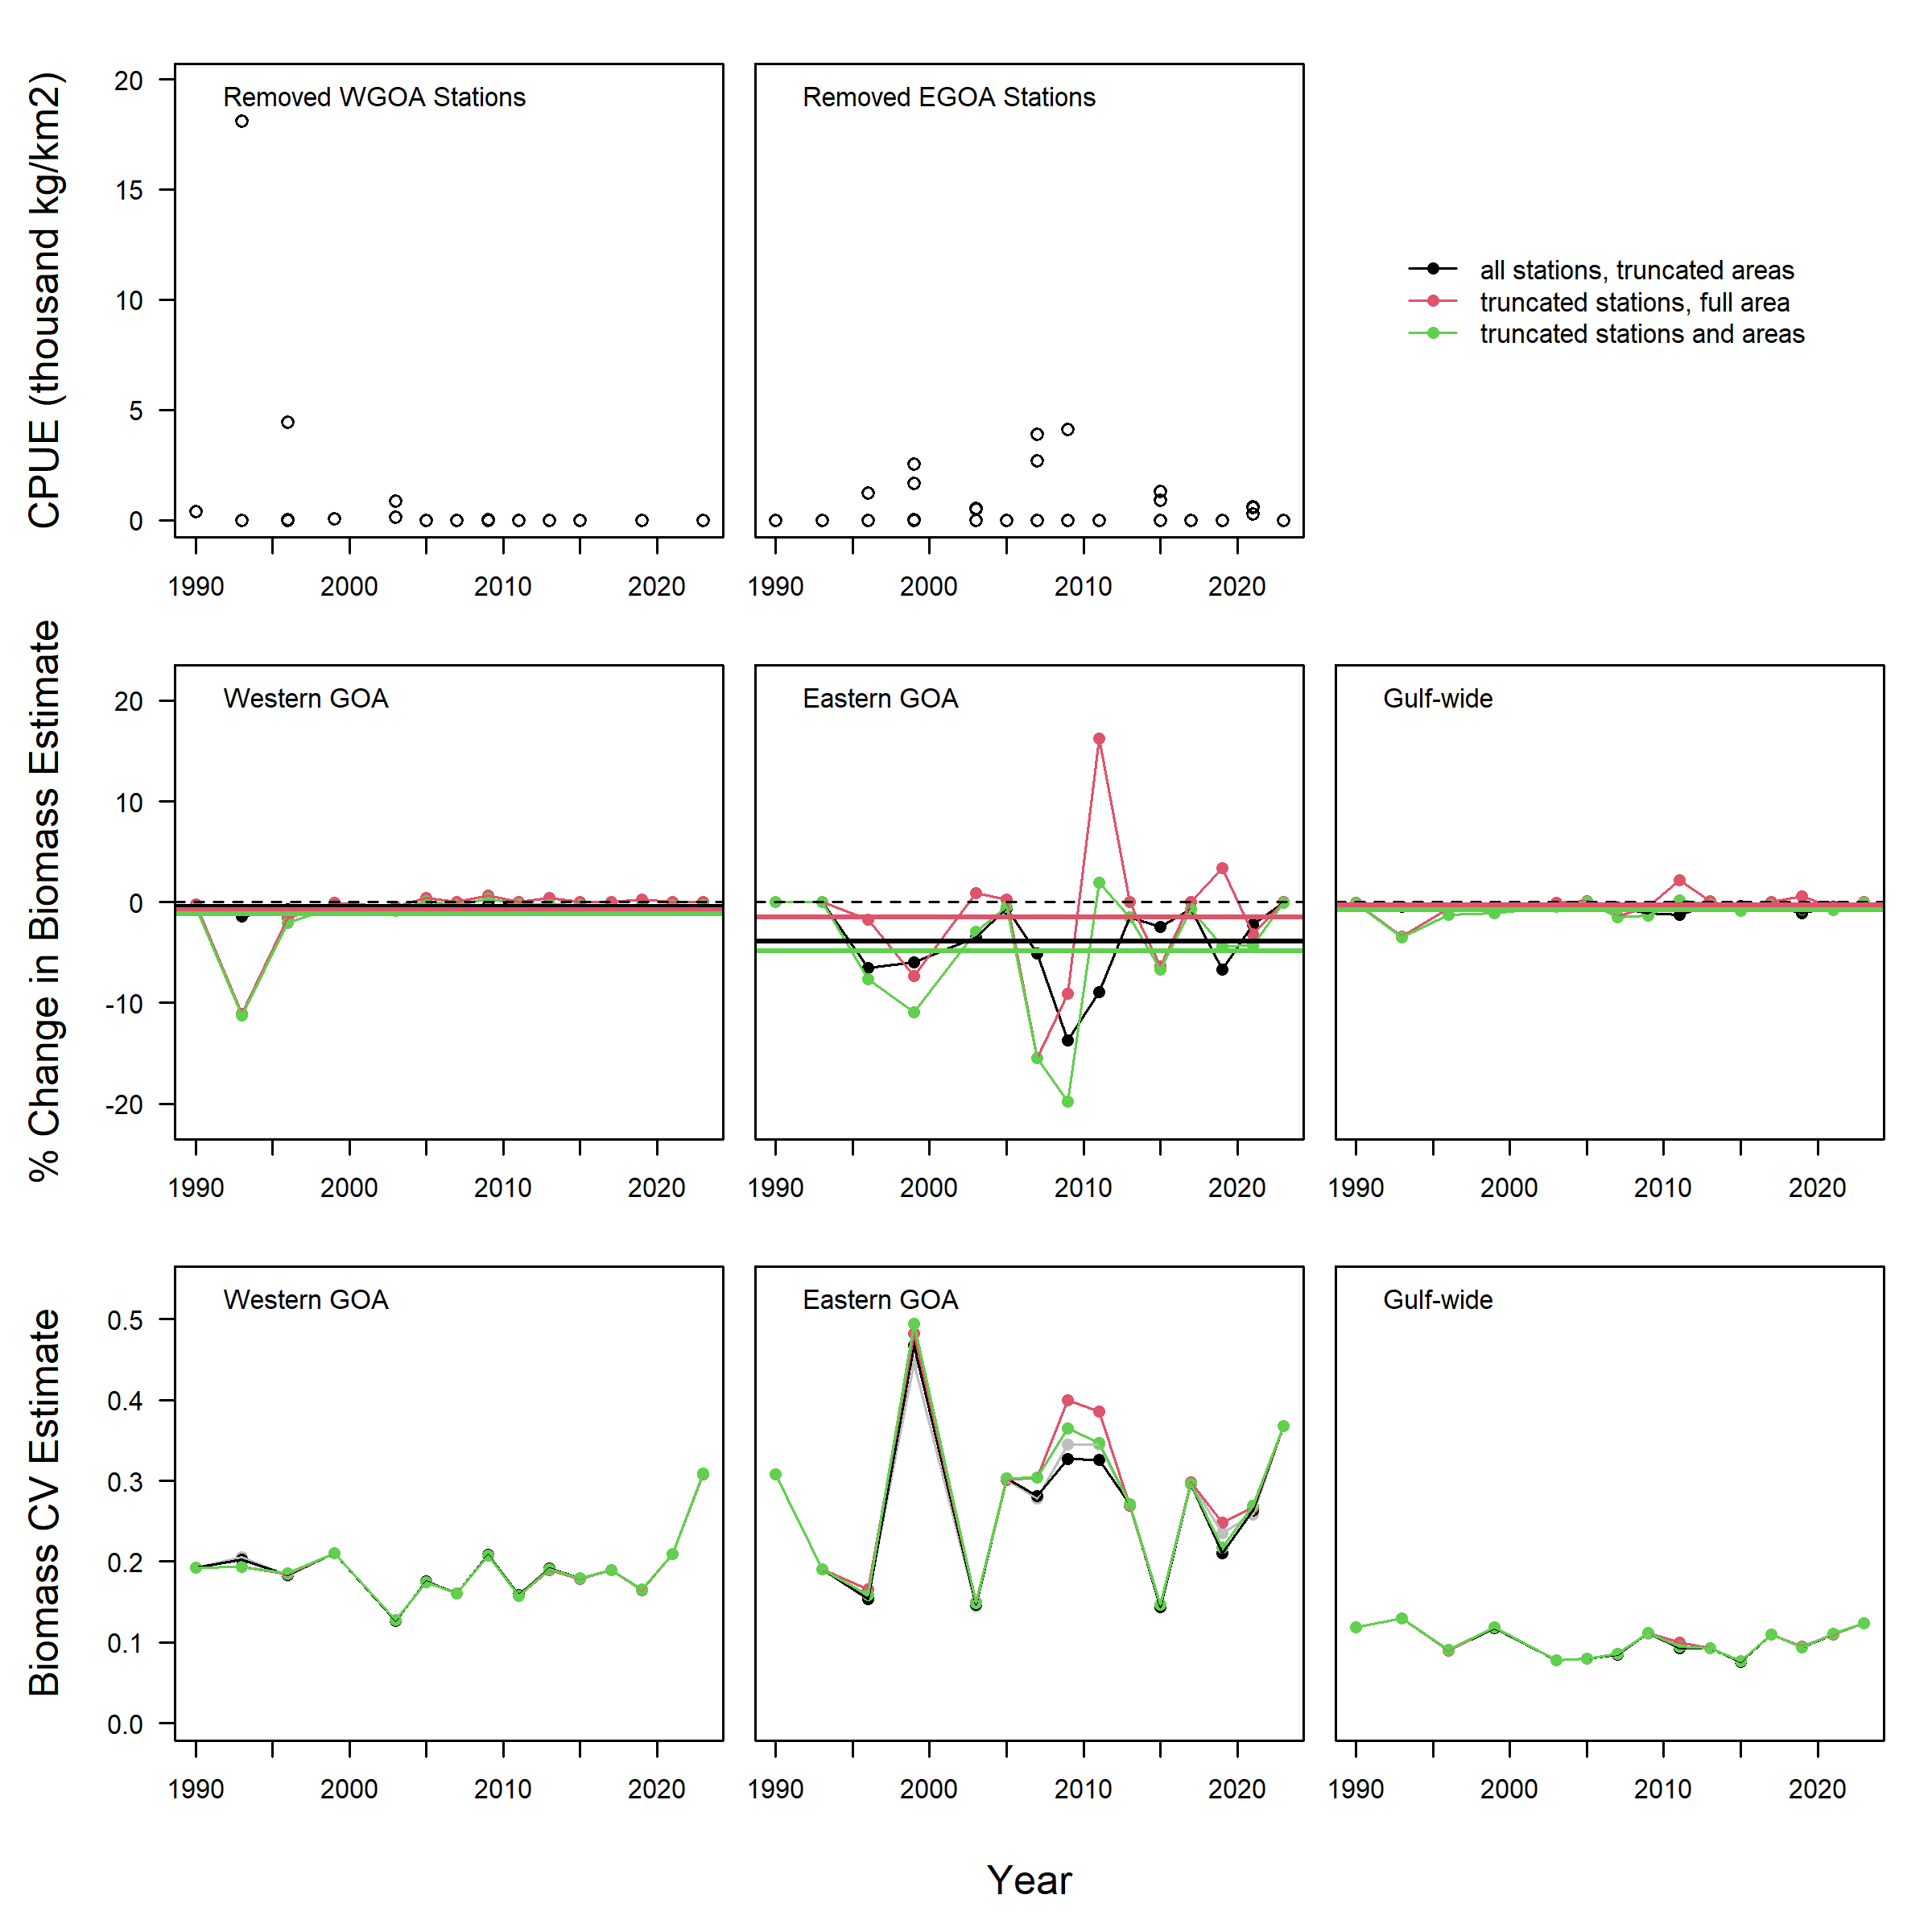 CPUE (thousand kg/km2)
20
15
10
5
0
Removed WGOA Stations
1990 2000 2010 2020
Removed EGOA Stations
1990 2000 2010 2020
all stations, truncated areas
truncated stations, full area
truncated stations and areas
% Change in Biomass Estimate
20
10
0
-10
-20
Western GOA
1990 2000 2010 2020
Eastern GOA
1990 2000 2010 2020
Gulf-wide
1990 2000 2010 2020
Biomass CV Estimate
0.5
0.4
0.3
0.2
0.1
0.0
Western GOA
1990 2000 2010 2020
Eastern GOA
1990 2000 2010 2020
Gulf-wide
1990 2000 2010 2020
Year